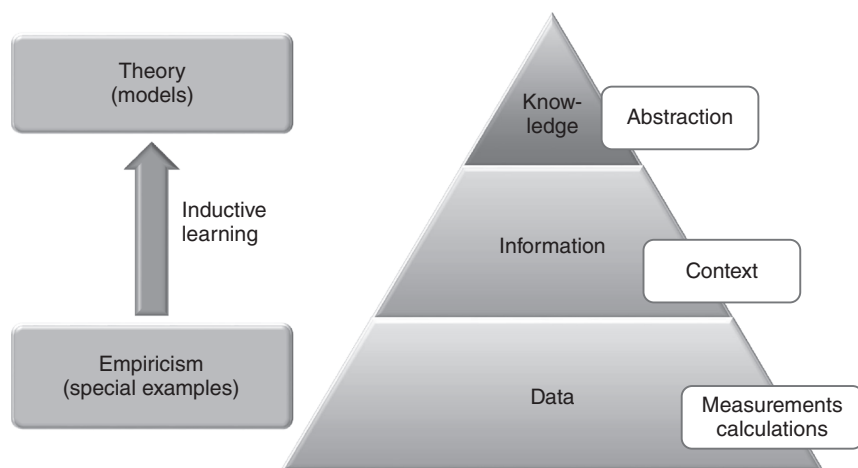 Theory
(models)
Inductive
learning
Empiricism
(special examples)
Know-
ledge
Abstraction
Information
Context
Data
Measurements
calculations